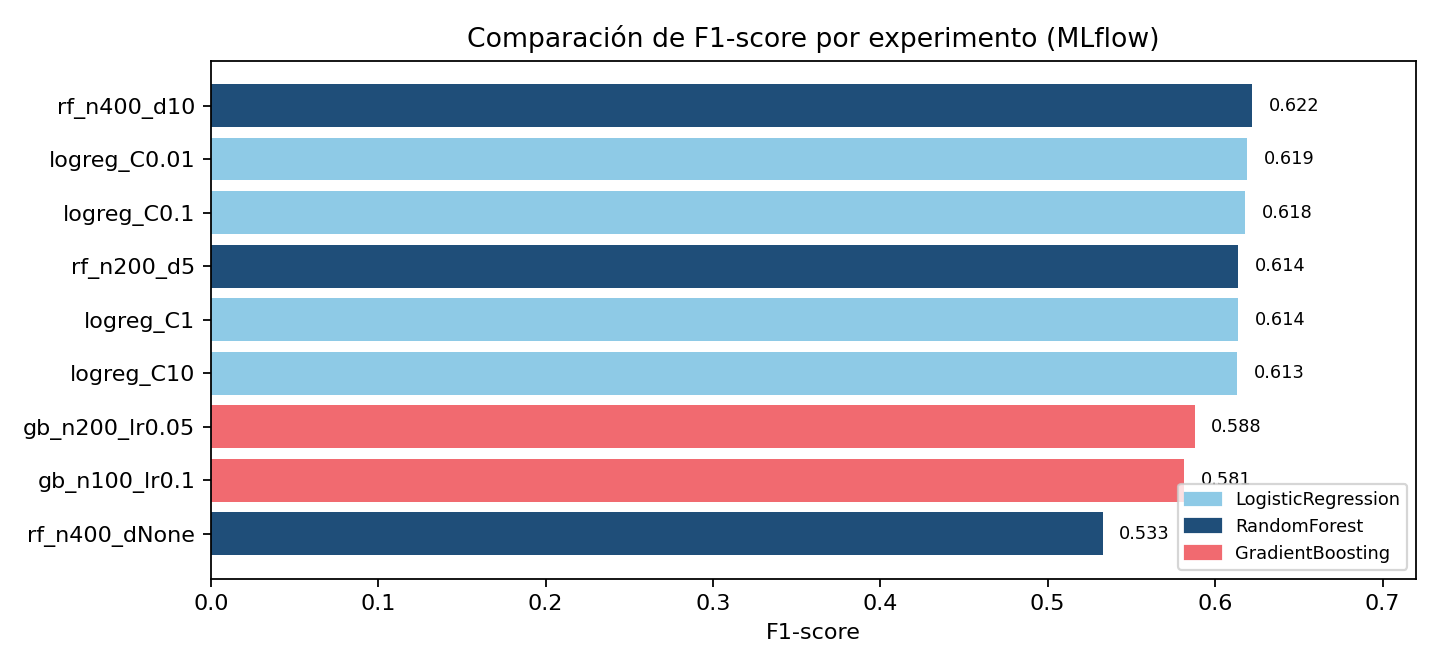 Comparación de F1-score por experimento (MLflow)
rf_n400_d10 0.622
logreg_C0.01 0.619
logreg_C0.1 0.618
rf_n200_d5 0.614
logreg_C1 0.614
logreg_C10 0.613
gb_n200_lr0.05 0.588
gb_n100_lr0.1 0.581
rf_n400_dNone 0.533
LogisticRegression
RandomForest
GradientBoosting
0.0 0.1 0.2 0.3 0.4 0.5 0.6 0.7
F1-score